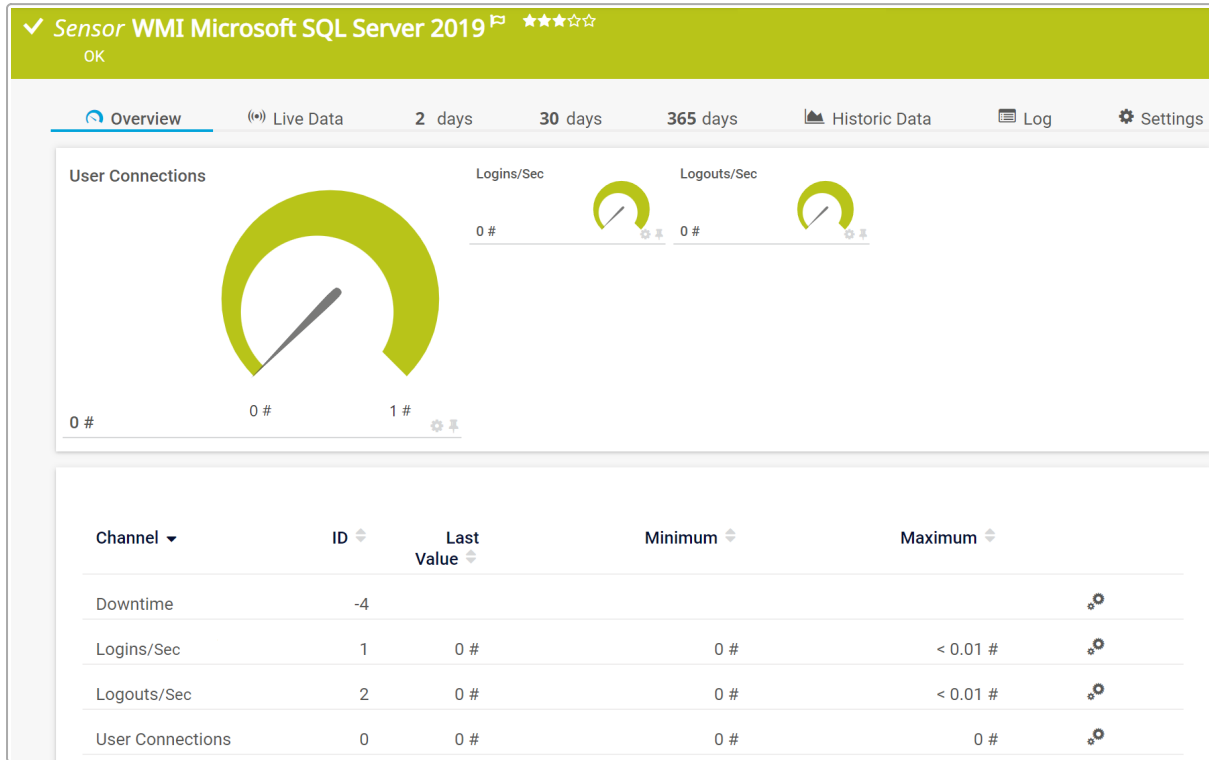 Sensor WMI Microsoft SQL Server 2019
OK
Overview Live Data 2 days 30 days 365 days Historic Data Log Settings
User Connections
Logins/Sec
Logouts/Sec
0 #
0 #
0 # 1 #
0 #
Channel ID Last Value Minimum Maximum
Downtime -4
Logins/Sec 1 0 # 0 # < 0.01 #
Logouts/Sec 2 0 # 0 # < 0.01 #
User Connections 0 0 # 0 # 0 #